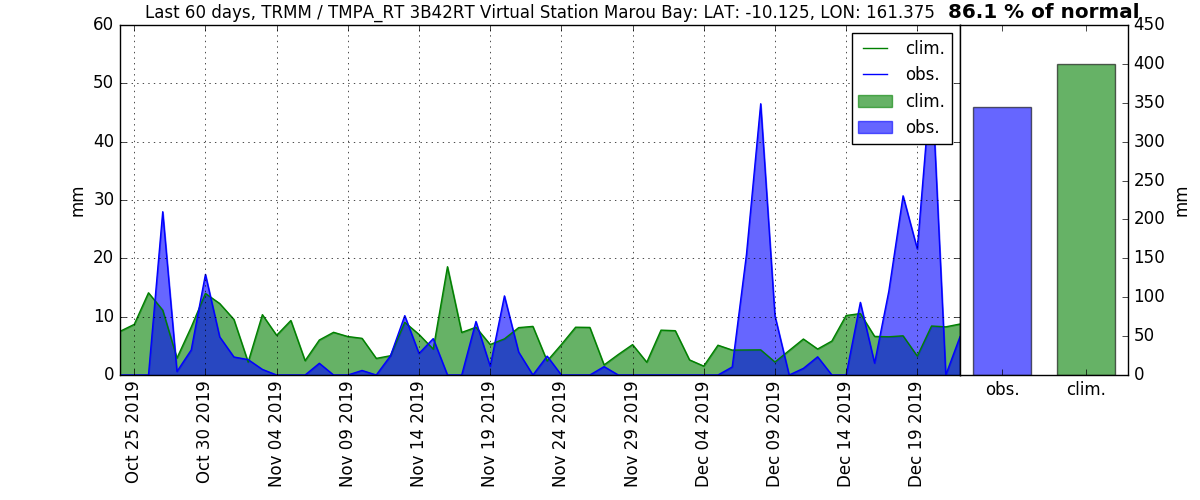 Last 60 days, TRMM / TMPA_RT 3B42RT Virtual Station Marou Bay: LAT: -10.125, LON: 161.375 86.1 % of normal
60
50
40
30
20
10
0
mm
clim.
obs.
clim.
obs.
450
400
350
300
250
200
150
100
50
0
mm
Oct 25 2019
Oct 30 2019
Nov 04 2019
Nov 09 2019
Nov 14 2019
Nov 19 2019
Nov 24 2019
Nov 29 2019
Dec 04 2019
Dec 09 2019
Dec 14 2019
Dec 19 2019
obs.
clim.